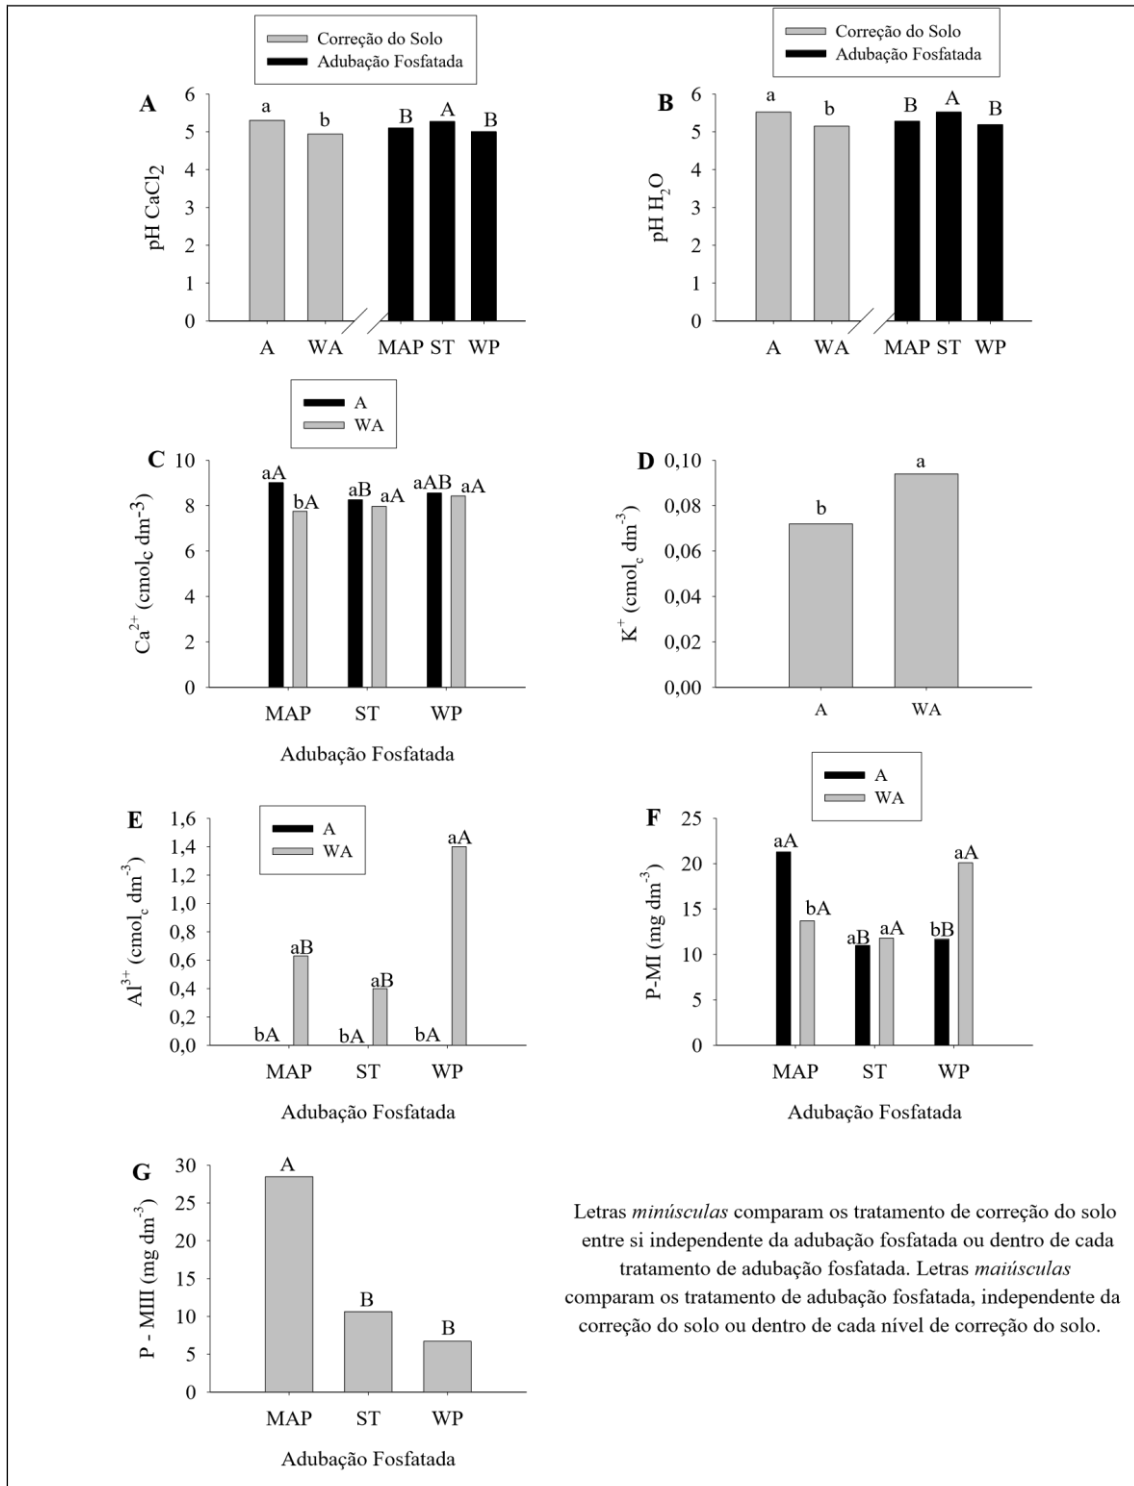 Correção do Solo
Adubação Fosfatada
A
pH CaCl2
6
5
4
3
2
1
0
a
b
B
A
B
A
WA
MAP
ST
WP
Correção do Solo
Adubação Fosfatada
B
pH H2O
6
5
4
3
2
1
0
a
b
B
A
B
A
WA
MAP
ST
WP
A
WA
C
Ca2+ (cmolc dm-3)
10
8
6
4
2
0
aA
bA
aB
aA
aAB
aA
MAP
ST
WP
Adubação Fosfatada
D
K+ (cmolc dm-3)
0,10
0,08
0,06
0,04
0,02
0,00
b
a
A
WA
E
A
WA
Al3+ (cmolc dm-3)
1,6
1,4
1,2
1,0
0,8
0,6
0,4
0,2
0,0
bA
aB
bA
aB
bA
aA
MAP
ST
WP
Adubação Fosfatada
A
WA
F
P-MI (mg dm-3)
25
20
15
10
5
0
aA
bA
aB
aA
bB
aA
MAP
ST
WP
Adubação Fosfatada
G
P - MIII (mg dm-3)
30
25
20
15
10
5
0
A
B
B
MAP
ST
WP
Adubação Fosfatada
Letras minúsculas comparam os tratamento de correção do solo
entre si independente da adubação fosfatada ou dentro de cada
tratamento de adubação fosfatada. Letras maiúsculas
comparam os tratamento de adubação fosfatada, independente da
correção do solo ou dentro de cada nível de correção do solo.